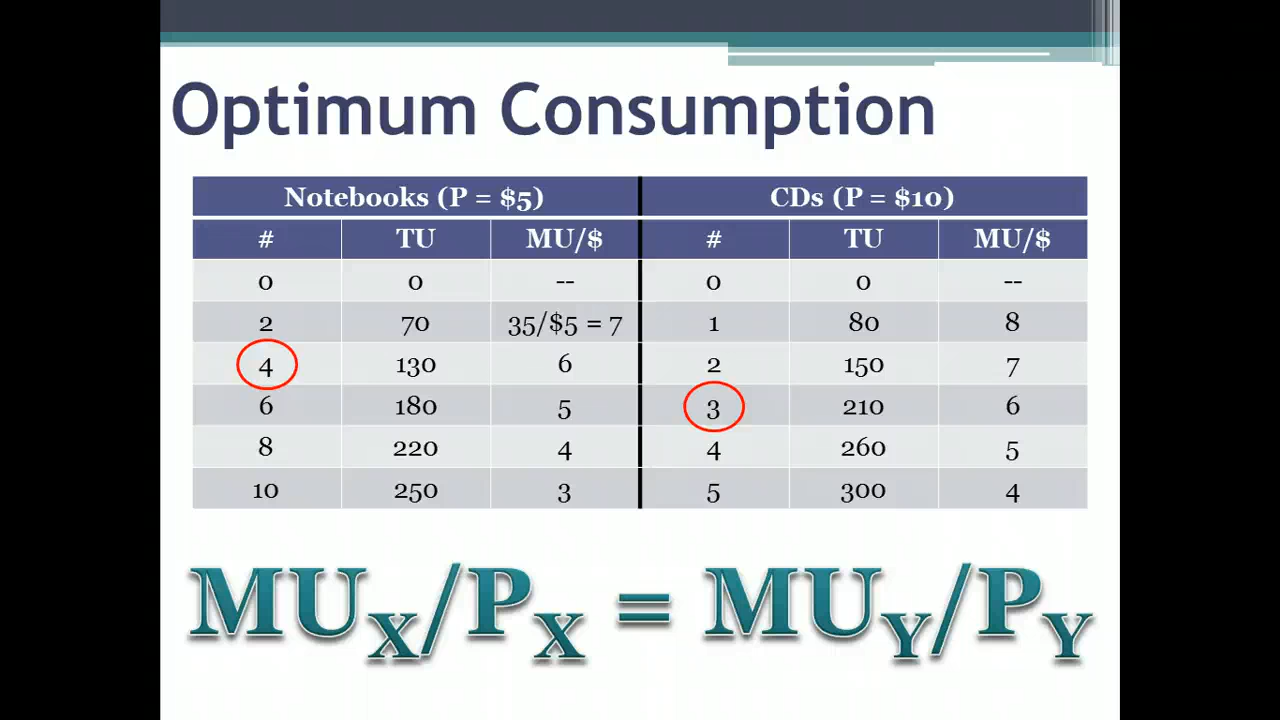 Optimum Consumption
Notebooks (P = $5) CDs (P = $10)
# TU MU/$ # TU MU/$
0 0 -- 0 0 --
2 70 35/$5 = 7 1 80 8
4 130 6 2 150 7
6 180 5 3 210 6
8 220 4 4 260 5
10 250 3 5 300 4
MUX/PX = MUY/PY